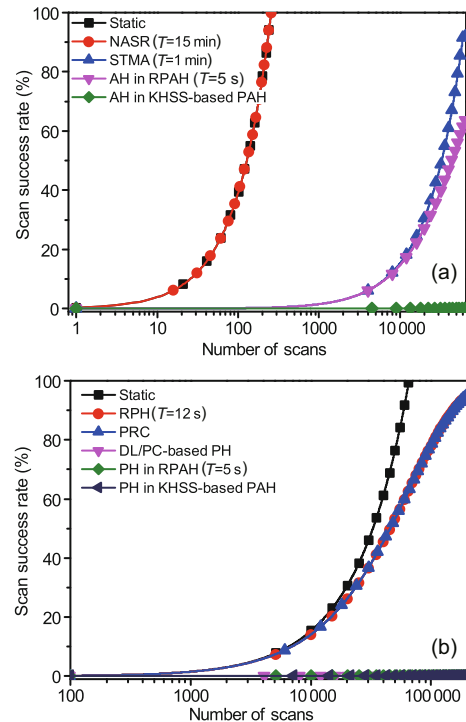 Static
NASR (T=15 min)
STMA (T=1 min)
AH in RPAH (T=5 s)
AH in KHSS-based PAH
Scan success rate (%)
100
80
60
40
20
0
(a)
1
10
100
1000
10 000
Number of scans
Static
RPH (T=12 s)
PRC
DL/PC-based PH
PH in RPAH (T=5 s)
PH in KHSS-based PAH
Scan success rate (%)
100
80
60
40
20
0
(b)
100
1000
10 000
100 000
Number of scans